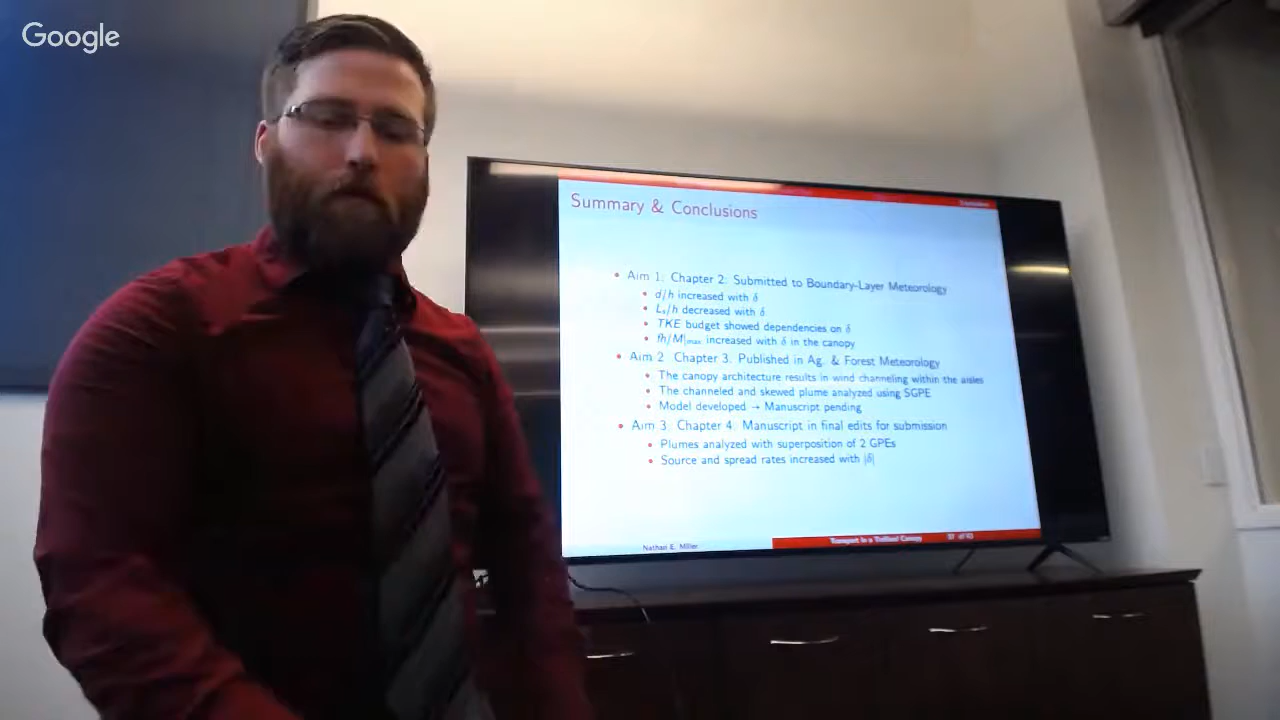 Google
Summary & Conclusions
• Aim 1: Chapter 2: Submitted to Boundary-Layer Meteorology
• d/h increased with δ
• Ls/h decreased with δ
• TKE budget showed dependencies on δ
• increased with δ in the canopy
• Aim 2: Chapter 3: Published in Ag. & Forest Meteorology
• The canopy architecture results in wind channeling within the aisles
• The channeled and skewed plume analyzed using SGPE
• Model developed → Manuscript pending
• Aim 3: Chapter 4: Manuscript in final edits for submission
• Plumes analyzed with superposition of 2 GPEs
• Source and spread rates increased with |δ|
Nathan E. Miller
Transport in a Trellised Canopy